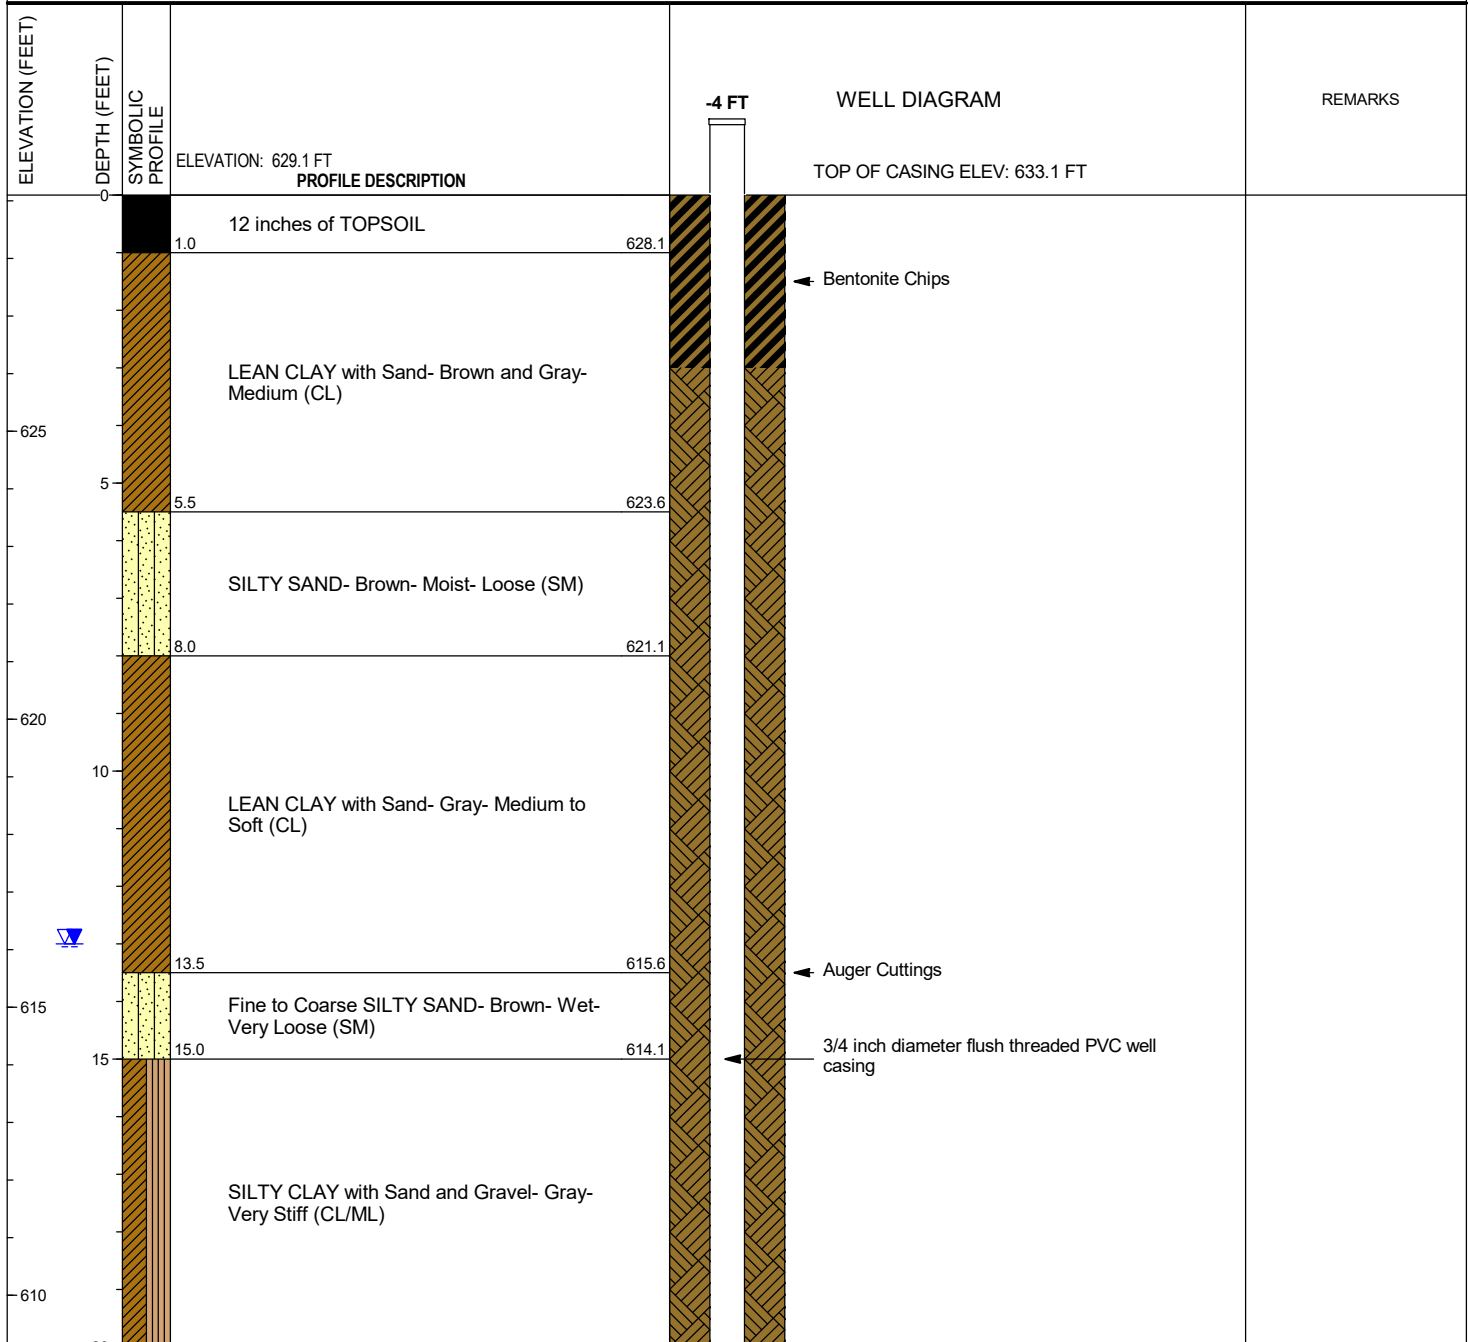 ELEVATION (FEET)
DEPTH (FEET)
SYMBOLIC
PROFILE
ELEVATION: 629.1 FT
PROFILE DESCRIPTION
-4 FT
WELL DIAGRAM
TOP OF CASING ELEV: 633.1 FT
REMARKS
0
12 inches of TOPSOIL
1.0
628.1
Bentonite Chips
LEAN CLAY with Sand- Brown and Gray-
Medium (CL)
625
5
5.5
623.6
SILTY SAND- Brown- Moist- Loose (SM)
8.0
621.1
620
10
LEAN CLAY with Sand- Gray- Medium to
Soft (CL)
13.5
615.6
Auger Cuttings
615
Fine to Coarse SILTY SAND- Brown- Wet-
Very Loose (SM)
15
15.0
614.1
3/4 inch diameter flush threaded PVC well
casing
SILTY CLAY with Sand and Gravel- Gray-
Very Stiff (CL/ML)
610